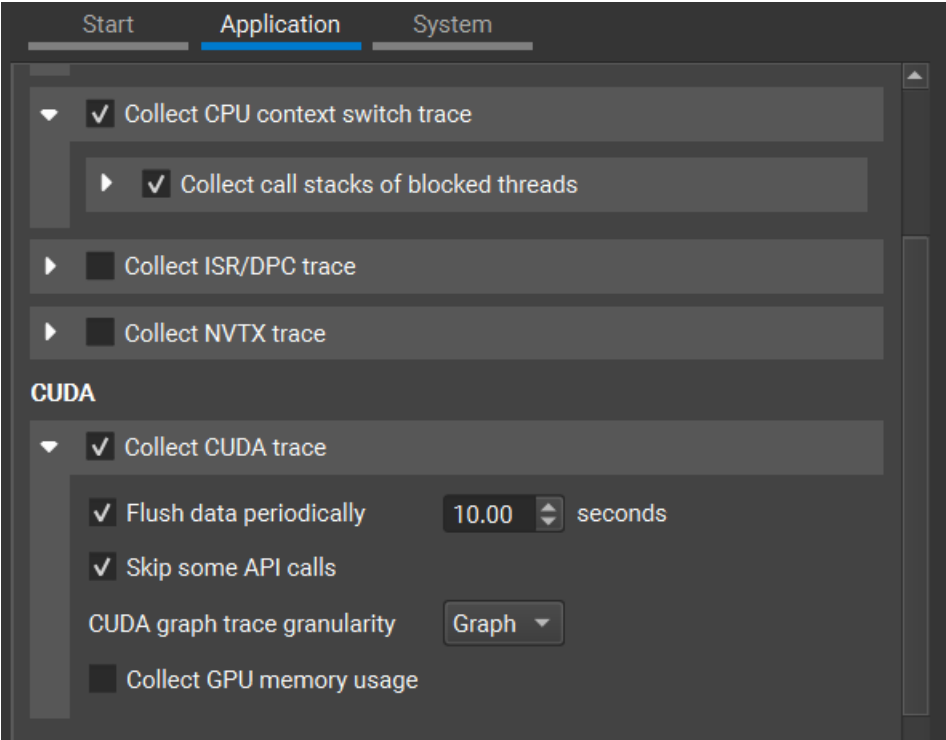 Start Application System
Collect CPU context switch trace
Collect call stacks of blocked threads
Collect ISR/DPC trace
Collect NVTX trace
CUDA
Collect CUDA trace
Flush data periodically 10.00 seconds
Skip some API calls
CUDA graph trace granularity Graph
Collect GPU memory usage